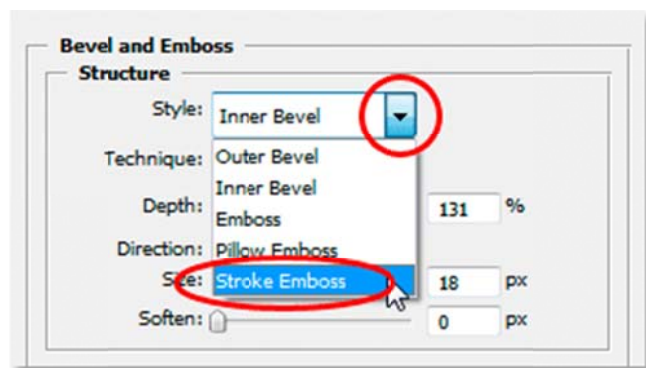 Bevel and Emboss
Structure
Style: Inner Bevel
Technique: Outer Bevel
Inner Bevel
Depth: 131 %
Emboss
Direction: Pillow Emboss
Size: Stroke Emboss 18 px
Soften: 0 px